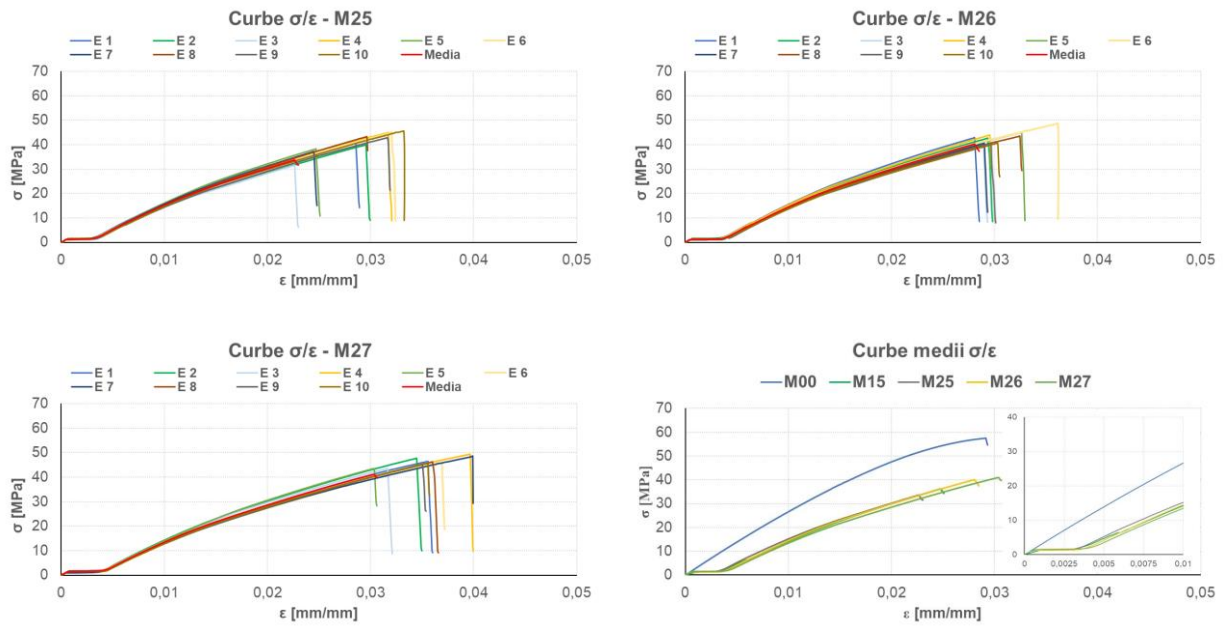 Curbe σ/ε - M25
E 1 E 2 E 3 E 4 E 5 E 6
E 7 E 8 E 9 E 10 Media
70
60
50
40
30
20
10
0
σ [MPa]
0 0,01 0,02 0,03 0,04 0,05
ε [mm/mm]
Curbe σ/ε - M26
E 1 E 2 E 3 E 4 E 5 E 6
E 7 E 8 E 9 E 10 Media
70
60
50
40
30
20
10
0
σ [MPa]
0 0,01 0,02 0,03 0,04 0,05
ε [mm/mm]
Curbe σ/ε - M27
E 1 E 2 E 3 E 4 E 5 E 6
E 7 E 8 E 9 E 10 Media
70
60
50
40
30
20
10
0
σ [MPa]
0 0,01 0,02 0,03 0,04 0,05
ε [mm/mm]
Curbe medii σ/ε
M00 M15 M25 M26 M27
70
60
50
40
30
20
10
0
σ [MPa]
0 0,01 0,02 0,03 0,04 0,05
ε [mm/mm]
40
30
20
10
0
0 0.0025 0.005 0.0075 0.01